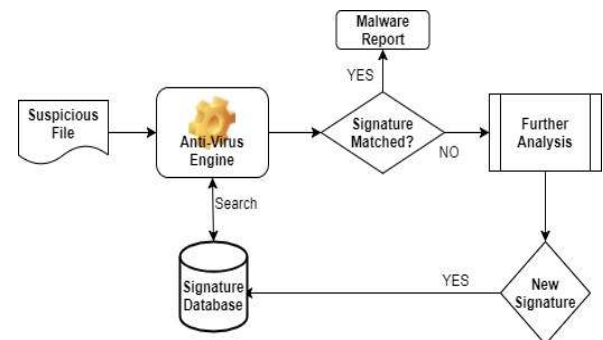 Malware
Report
YES
Suspicious
File
Anti-Virus
Engine
Signature
Matched?
NO
Further
Analysis
Search
Signature
Database
YES
New
Signature